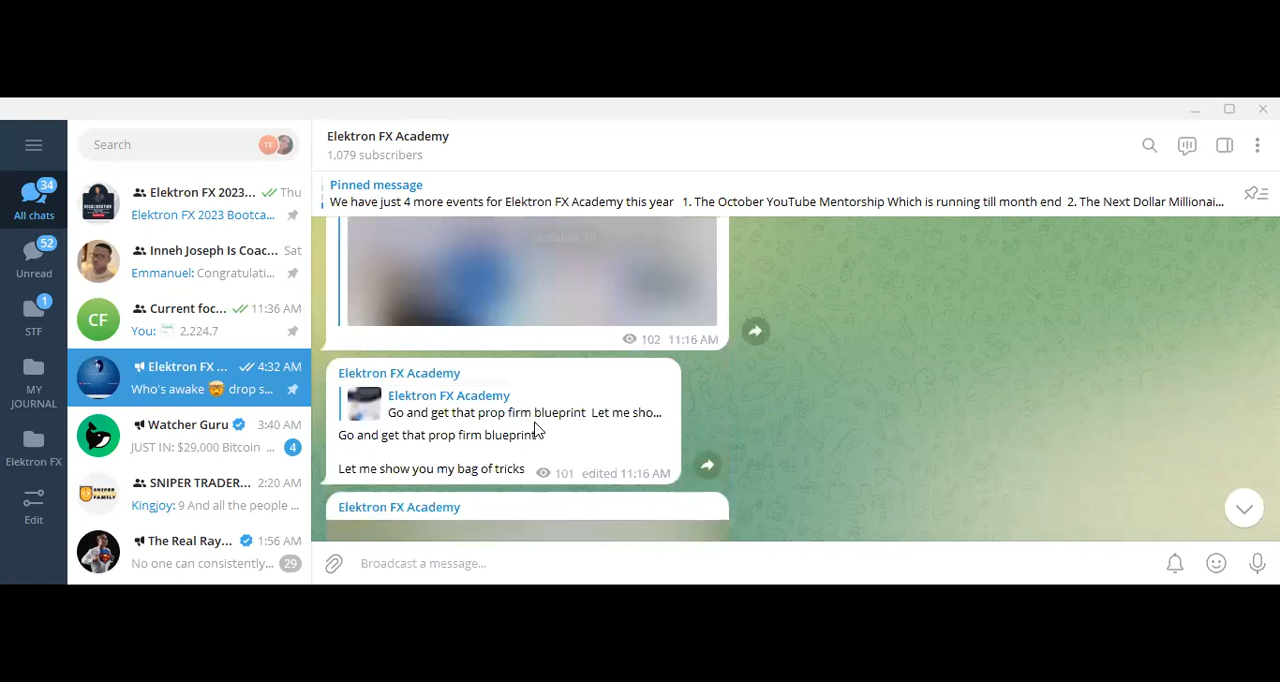 Search
TF
34
All chats
52
Unread
1
STF
MY
JOURNAL
Elektron FX
Edit
Elektron FX 2023... Thu
Elektron FX 2023 Bootca...
Inneh Joseph Is Coac... Sat
Emmanuel: Congratulati...
CF
Current foc... 11:36 AM
You: 2,224.7
Elektron FX ... 4:32 AM
Who's awake 🤯 drop s...
Watcher Guru 3:40 AM
JUST IN: $29,000 Bitcoin ... 4
SNIPER TRADER... 2:20 AM
Kingjoy: 9 And all the people ...
The Real Ray... 1:56 AM
No one can consistently... 29
Elektron FX Academy
1,079 subscribers
Pinned message
We have just 4 more events for Elektron FX Academy this year 1. The October YouTube Mentorship Which is running till month end 2. The Next Dollar Millionai...
102 11:16 AM
Elektron FX Academy
Elektron FX Academy
Go and get that prop firm blueprint Let me sho...
Go and get that prop firm blueprint
Let me show you my bag of tricks 101 edited 11:16 AM
Elektron FX Academy
Broadcast a message...